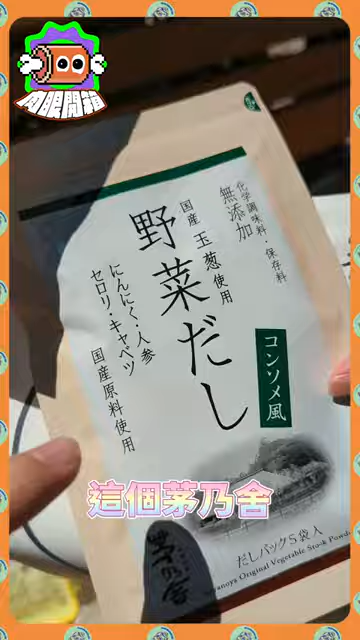 肉眼開箱
化学調味料・保存料
無添加
国産 玉葱使用
野菜だし
にんにく・人参
セロリ・キャベツ
国産原料使用
コンソメ風
這個茅乃舍
だしパック5袋入
Original Vegetable Stock